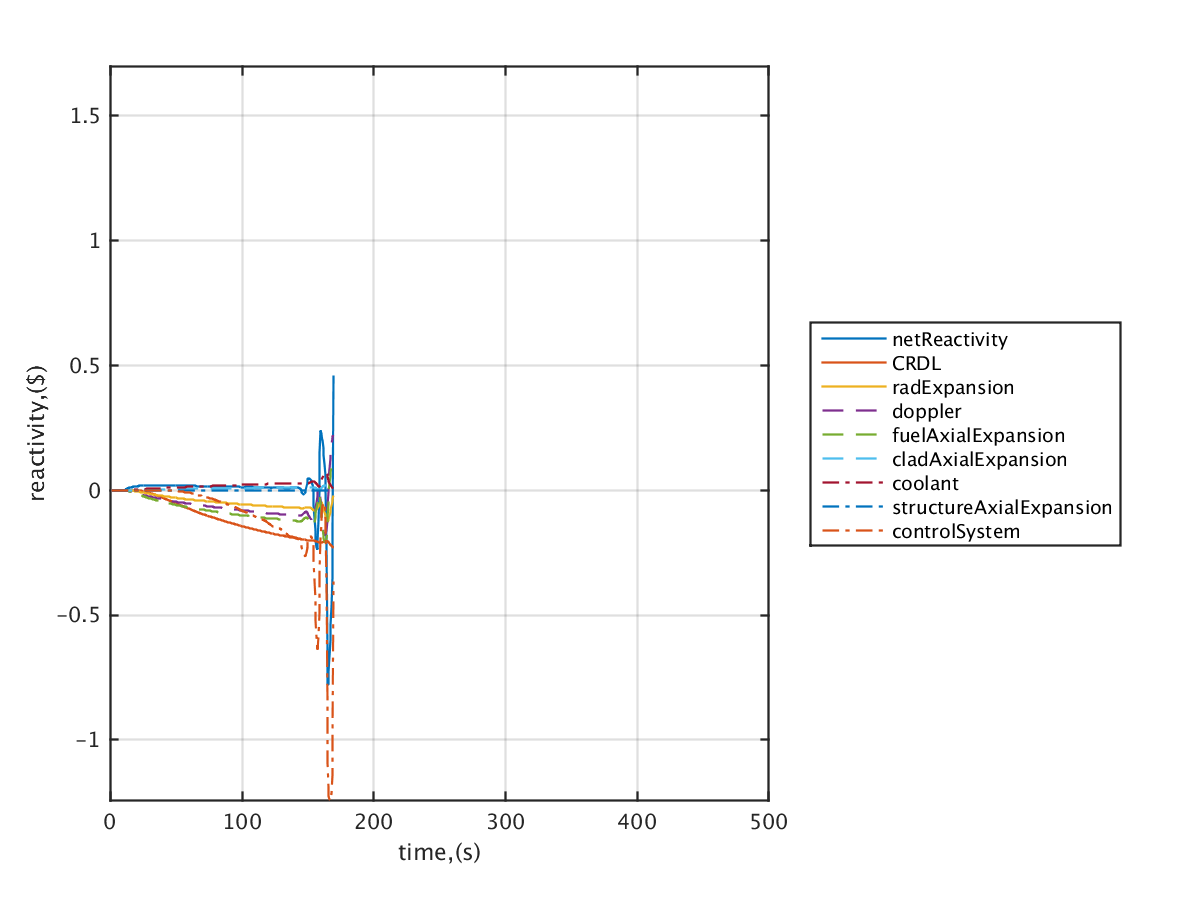 1.5
1
0.5
0
−0.5
−1
reactivity,($)
0 100 200 300 400 500
time,(s)
netReactivity
CRDL
radExpansion
doppler
fuelAxialExpansion
cladAxialExpansion
coolant
structureAxialExpansion
controlSystem